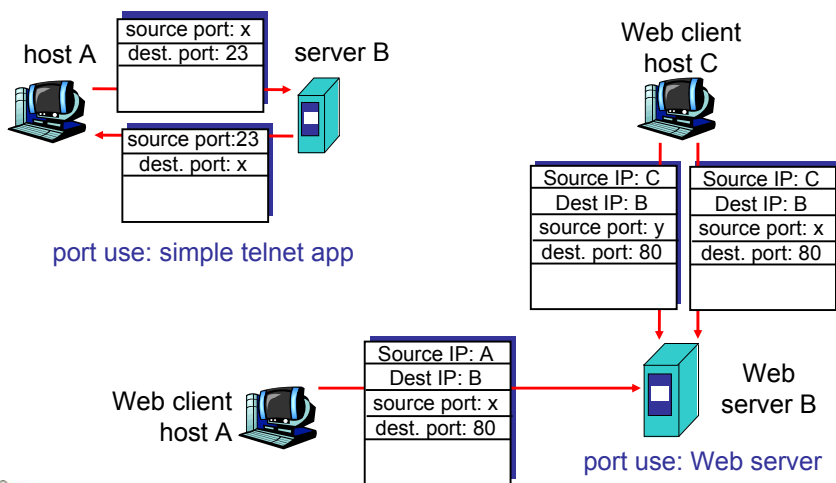 host A
source port: x
dest. port: 23
server B
source port:23
dest. port: x
port use: simple telnet app
Web client
host C
Source IP: C
Dest IP: B
source port: y
dest. port: 80
Source IP: C
Dest IP: B
source port: x
dest. port: 80
Web client
host A
Source IP: A
Dest IP: B
source port: x
dest. port: 80
Web
server B
port use: Web server